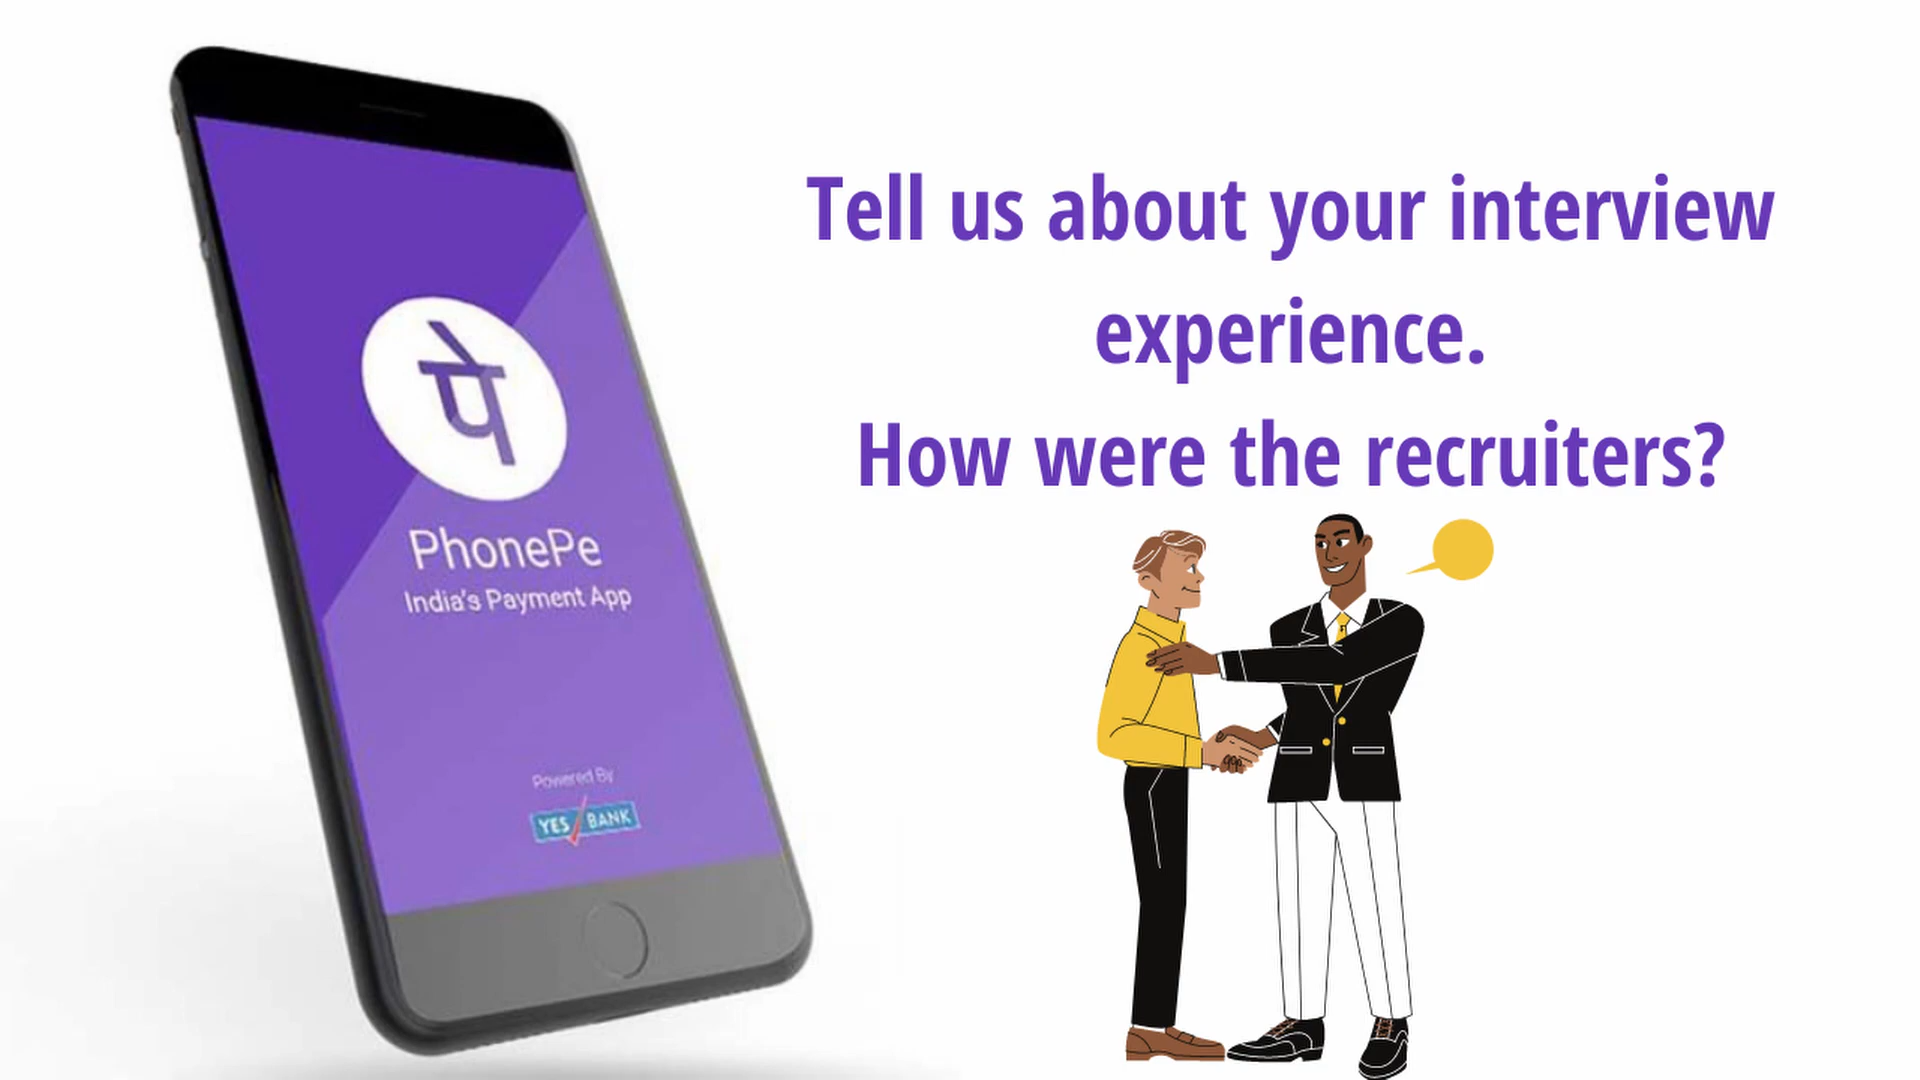 Tell us about your interview
experience.
How were the recruiters?
पे
PhonePe
India's Payment App
Powered By
YES BANK